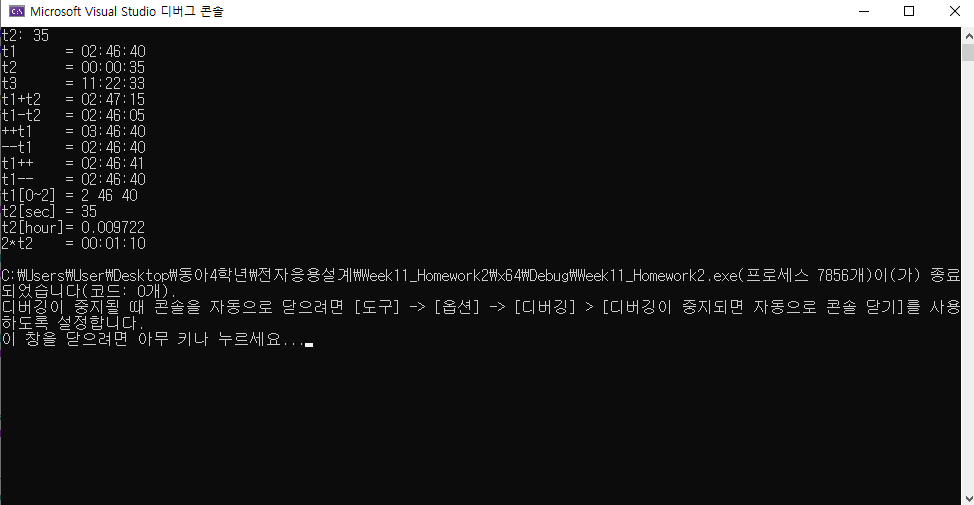 Microsoft Visual Studio 디버그 콘솔
t2: 35
t1      = 02:46:40
t2      = 00:00:35
t3      = 11:22:33
t1+t2   = 02:47:15
t1-t2   = 02:46:05
++t1    = 03:46:40
--t1    = 02:46:40
t1++    = 02:46:41
t1--    = 02:46:40
t1[0~2] = 2 46 40
t2[sec] = 35
t2[hour]= 0.009722
2*t2    = 00:01:10
C:₩Users₩User₩Desktop₩동아4학년₩전자응용설계₩Week11_Homework2₩x64₩Debug₩Week11_Homework2.exe(프로세스 7856개)이(가) 종료
되었습니다(코드: 0개).
디버깅이 중지될 때 콘솔을 자동으로 닫으려면 [도구] -> [옵션] -> [디버깅] > [디버깅이 중지되면 자동으로 콘솔 닫기]를 사용
하도록 설정합니다.
이 창을 닫으려면 아무 키나 누르세요...